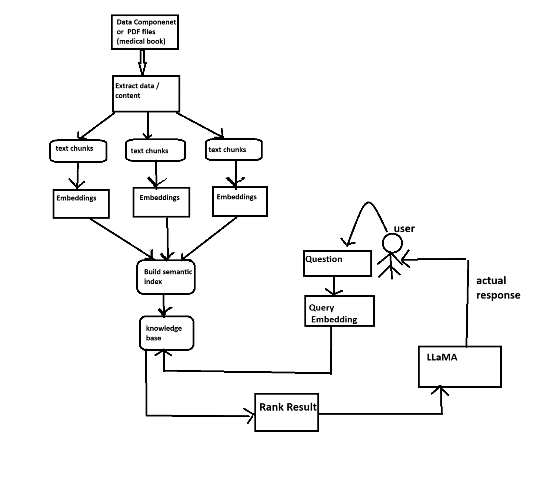 Data Componenet
or  PDF files
(medical book)
Extract data /
content
text chunks
text chunks
text chunks
Embeddings
Embeddings
Embeddings
Build semantic
index
knowledge
base
user
Question
Query
Embedding
actual
response
LLaMA
Rank Result